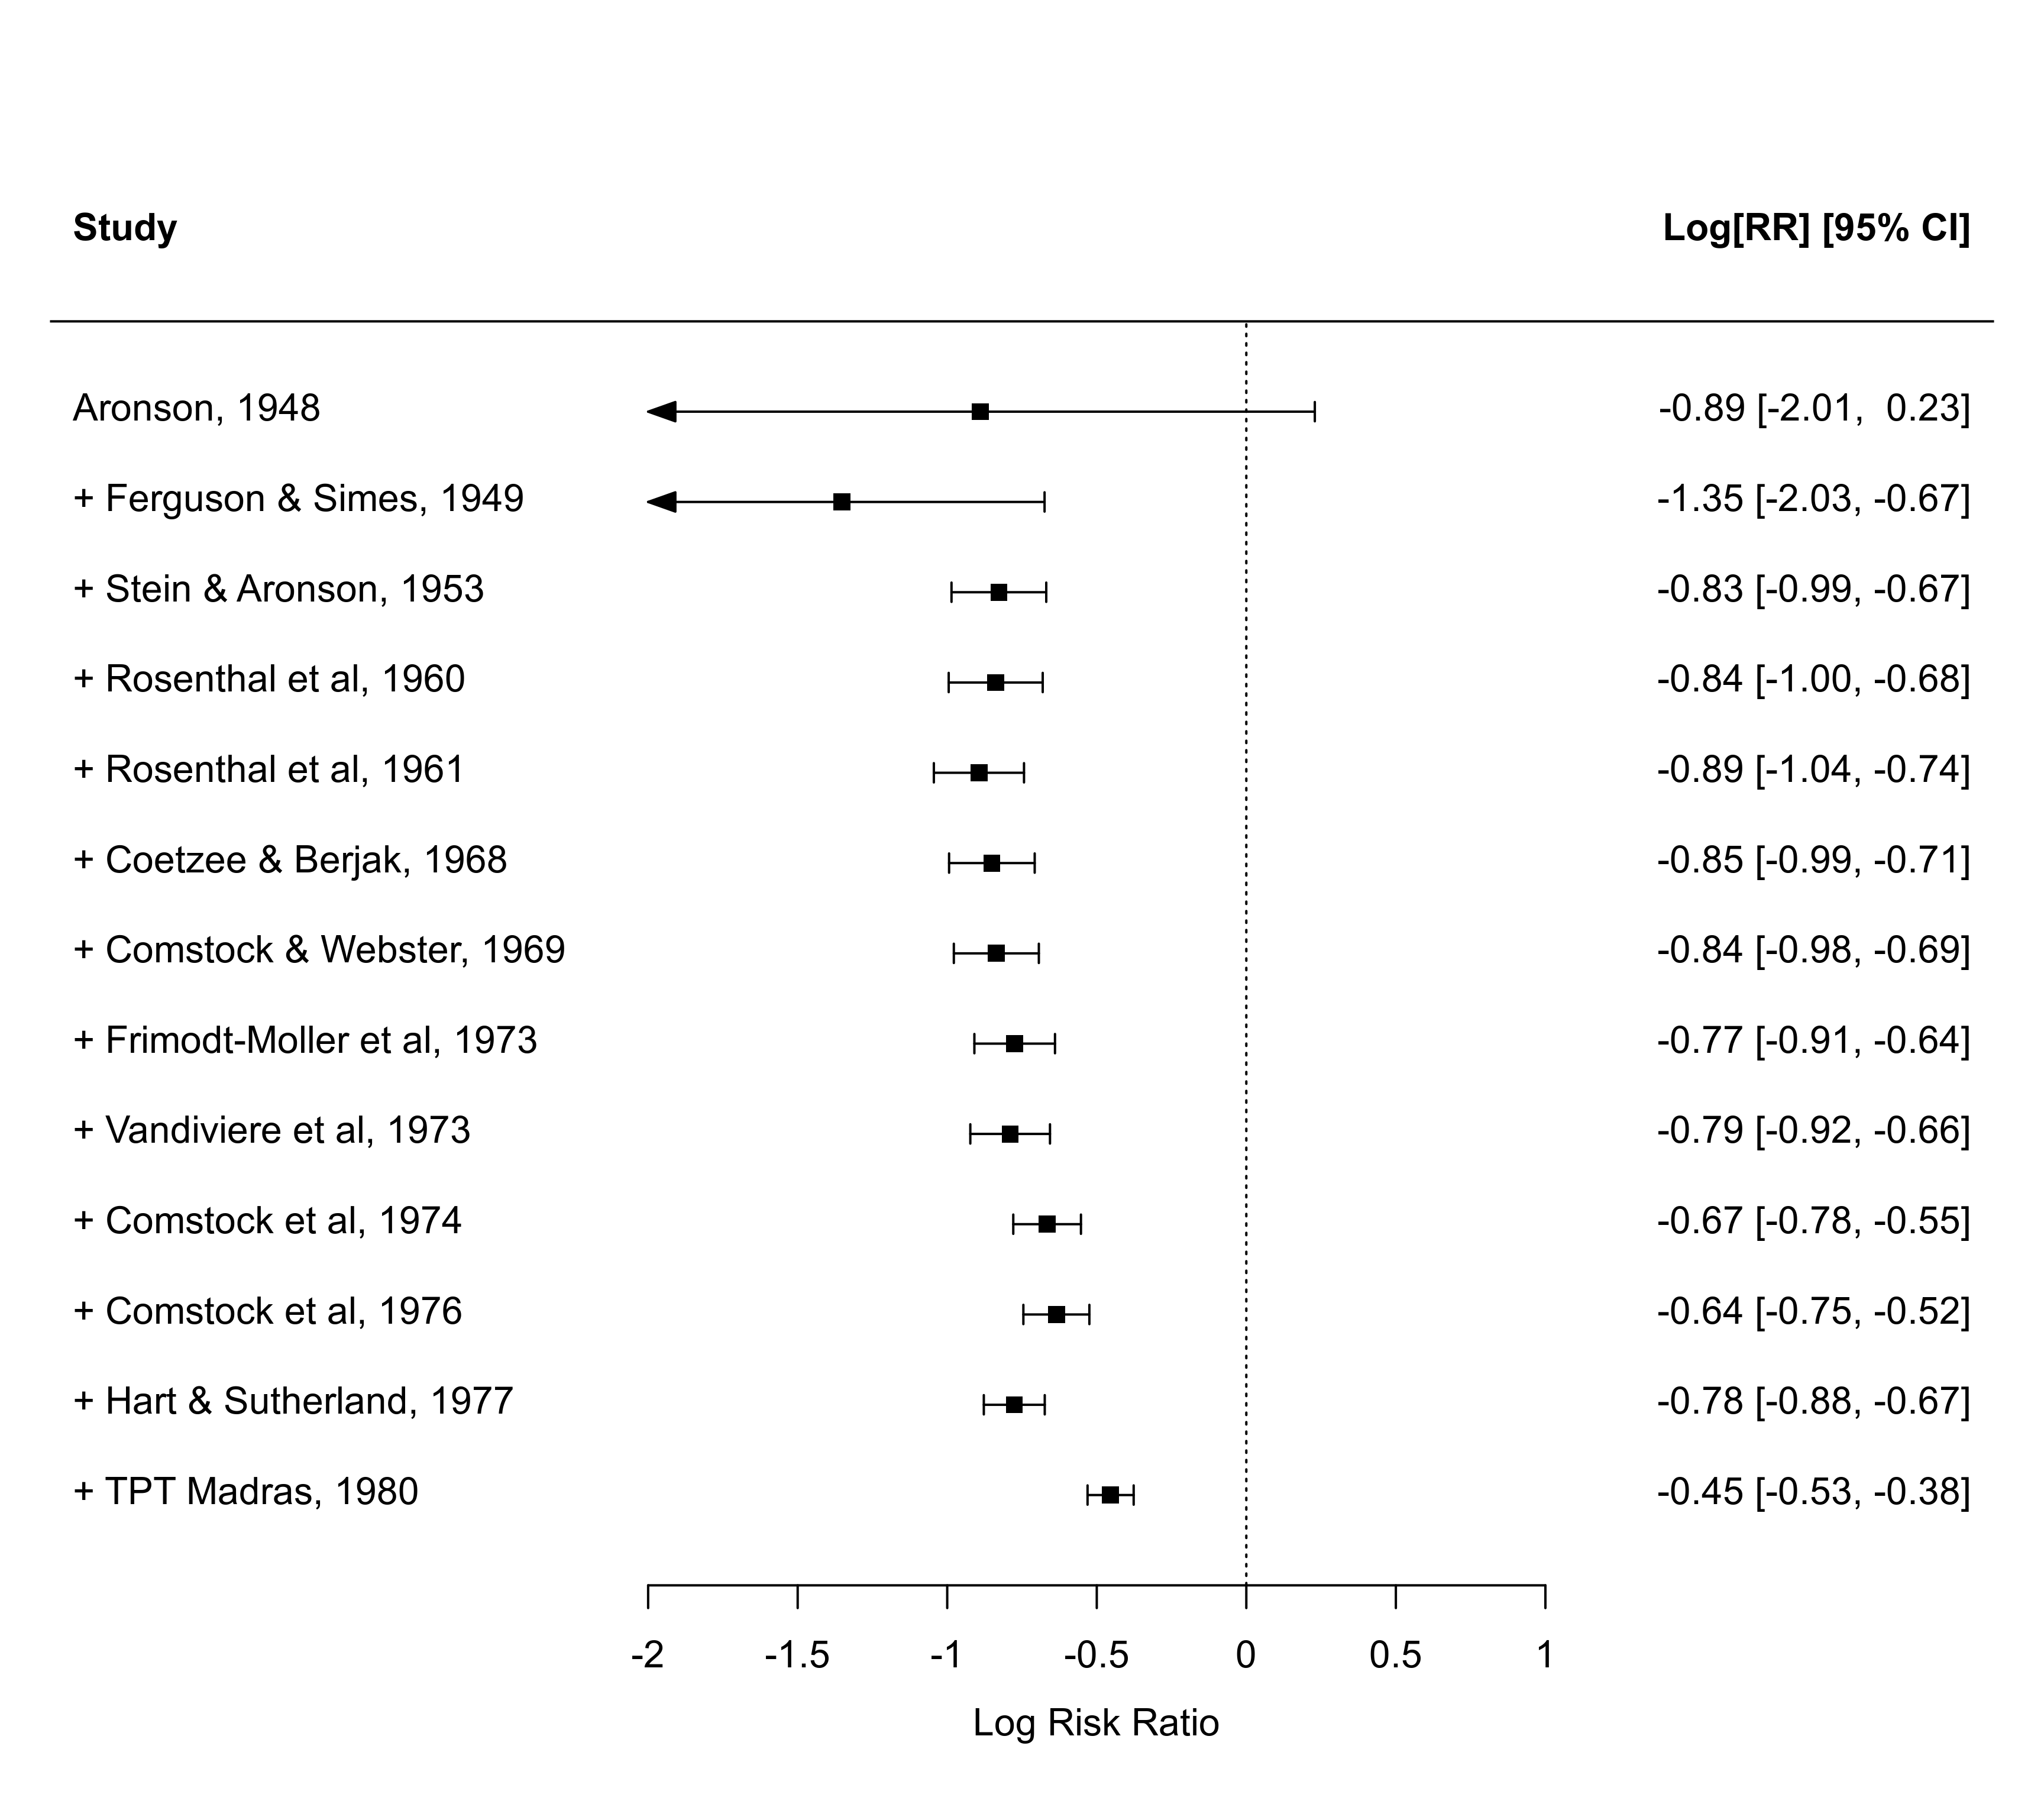 Study Log[RR] [95% CI]
Aronson, 1948 -0.89 [-2.01, 0.23]
+ Ferguson & Simes, 1949 -1.35 [-2.03, -0.67]
+ Stein & Aronson, 1953 -0.83 [-0.99, -0.67]
+ Rosenthal et al, 1960 -0.84 [-1.00, -0.68]
+ Rosenthal et al, 1961 -0.89 [-1.04, -0.74]
+ Coetzee & Berjak, 1968 -0.85 [-0.99, -0.71]
+ Comstock & Webster, 1969 -0.84 [-0.98, -0.69]
+ Frimodt-Moller et al, 1973 -0.77 [-0.91, -0.64]
+ Vandiviere et al, 1973 -0.79 [-0.92, -0.66]
+ Comstock et al, 1974 -0.67 [-0.78, -0.55]
+ Comstock et al, 1976 -0.64 [-0.75, -0.52]
+ Hart & Sutherland, 1977 -0.78 [-0.88, -0.67]
+ TPT Madras, 1980 -0.45 [-0.53, -0.38]
-2 -1.5 -1 -0.5 0 0.5 1
Log Risk Ratio